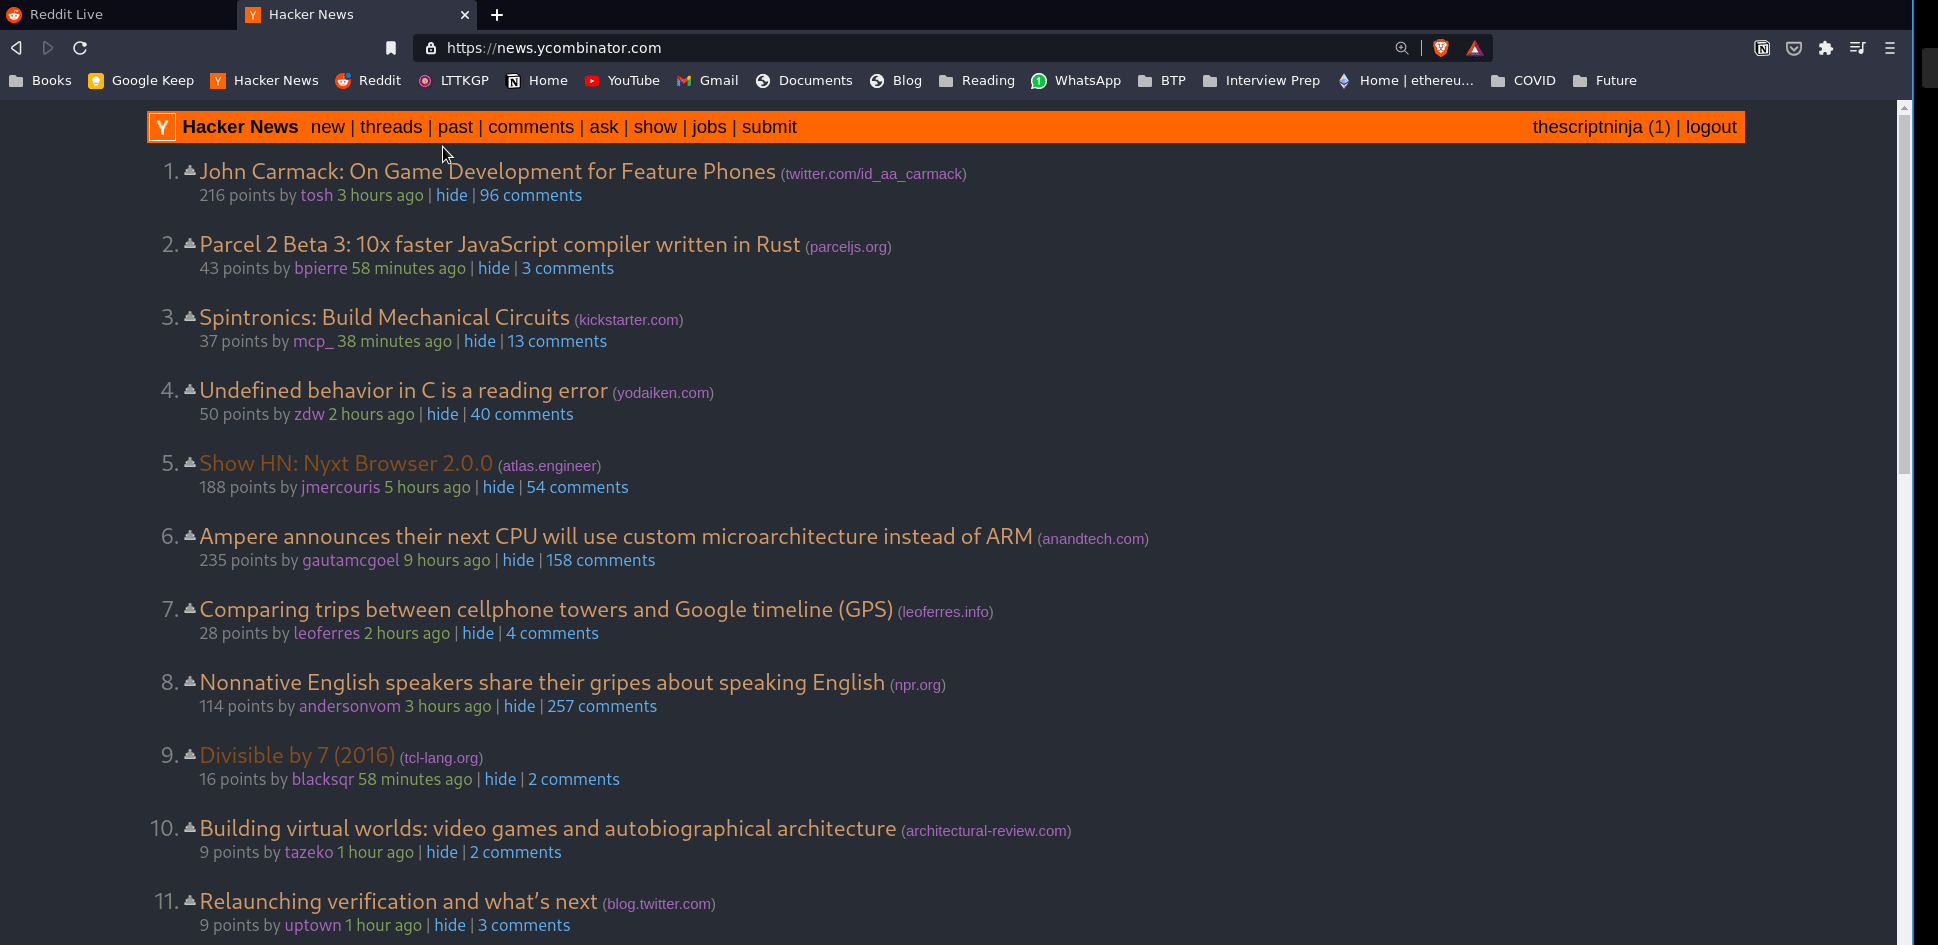 Reddit Live
Hacker News
https://news.ycombinator.com
Books Google Keep Hacker News Reddit LTTKGP Home YouTube Gmail Documents Blog Reading WhatsApp BTP Interview Prep Home | ethereu... COVID Future
Y Hacker News new | threads | past | comments | ask | show | jobs | submit thescriptninja (1) | logout
1. John Carmack: On Game Development for Feature Phones (twitter.com/id_aa_carmack)
216 points by tosh 3 hours ago | hide | 96 comments
2. Parcel 2 Beta 3: 10x faster JavaScript compiler written in Rust (parceljs.org)
43 points by bpierre 58 minutes ago | hide | 3 comments
3. Spintronics: Build Mechanical Circuits (kickstarter.com)
37 points by mcp_ 38 minutes ago | hide | 13 comments
4. Undefined behavior in C is a reading error (yodaiken.com)
50 points by zdw 2 hours ago | hide | 40 comments
5. Show HN: Nyxt Browser 2.0.0 (atlas.engineer)
188 points by jmercouris 5 hours ago | hide | 54 comments
6. Ampere announces their next CPU will use custom microarchitecture instead of ARM (anandtech.com)
235 points by gautamcgoel 9 hours ago | hide | 158 comments
7. Comparing trips between cellphone towers and Google timeline (GPS) (leoferres.info)
28 points by leoferres 2 hours ago | hide | 4 comments
8. Nonnative English speakers share their gripes about speaking English (npr.org)
114 points by andersonvom 3 hours ago | hide | 257 comments
9. Divisible by 7 (2016) (tcl-lang.org)
16 points by blacksqr 58 minutes ago | hide | 2 comments
10. Building virtual worlds: video games and autobiographical architecture (architectural-review.com)
9 points by tazeko 1 hour ago | hide | 2 comments
11. Relaunching verification and what's next (blog.twitter.com)
9 points by uptown 1 hour ago | hide | 3 comments